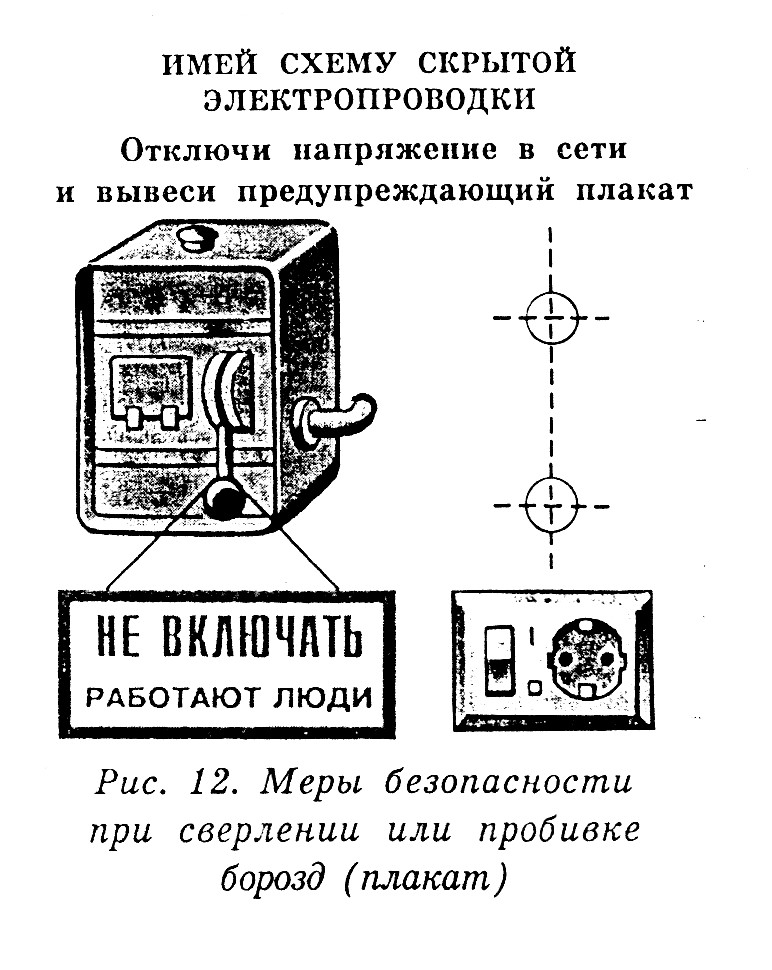 ИМЕЙ СХЕМУ СКРЫТОЙ
ЭЛЕКТРОПРОВОДКИ
Отключи напряжение в сети
и вывеси предупреждающий плакат
НЕ ВКЛЮЧАТЬ
РАБОТАЮТ ЛЮДИ
Рис. 12. Меры безопасности
при сверлении или пробивке
борозд (плакат)